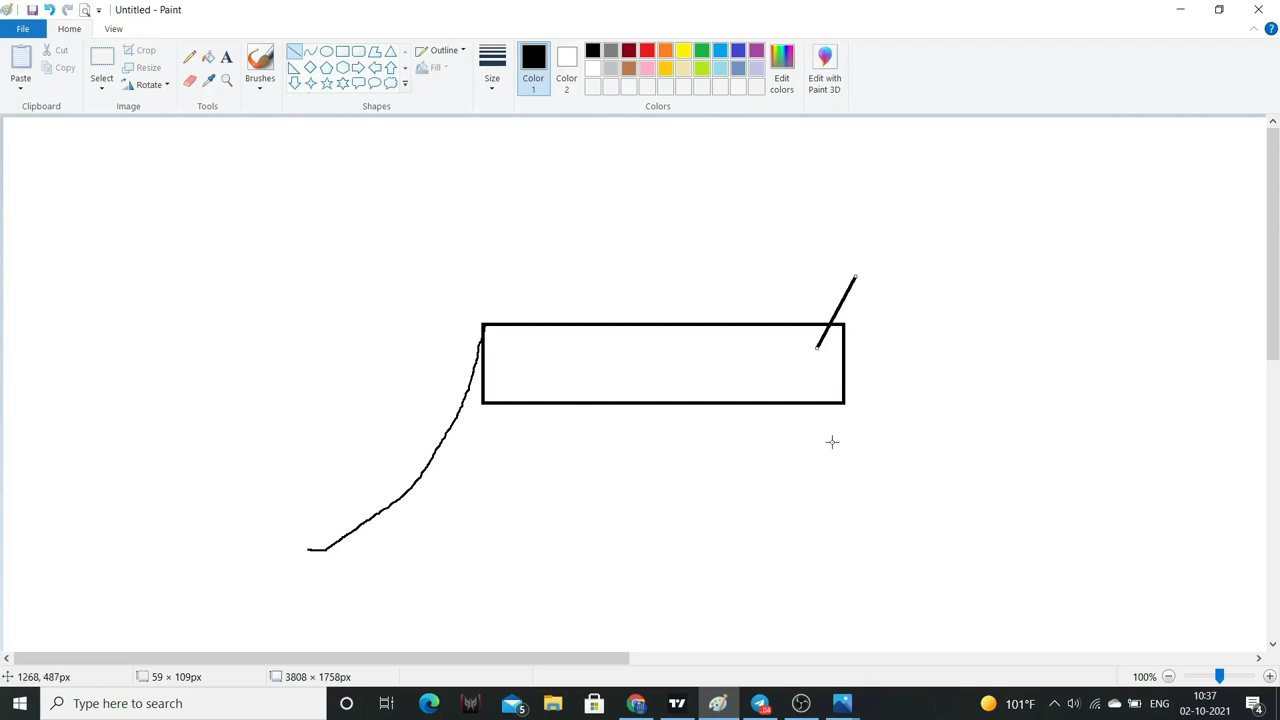 Untitled - Paint
File
Home
View
Paste
Cut
Copy
Clipboard
Select
Crop
Resize
Rotate
Image
A
Tools
Brushes
Outline
Fill
Shapes
Size
Color
1
Color
2
Edit
colors
Colors
Edit with
Paint 3D
1268, 487px
59 × 109px
3808 × 1758px
100%
Type here to search
5
101°F
ENG
10:37
02-10-2021
4